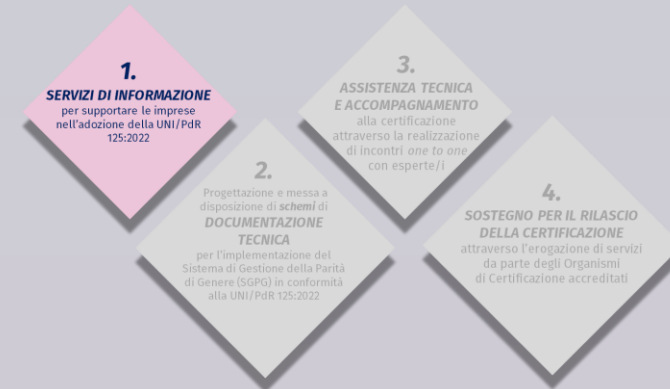 1.
SERVIZI DI INFORMAZIONE
per supportare le imprese
nell'adozione della UNI/PdR
125:2022
2.
Progettazione e messa a
disposizione di schemi di
DOCUMENTAZIONE
TECNICA
per l'implementazione del
Sistema di Gestione della Parità
di Genere (SGPG) in conformità
alla UNI/PdR 125:2022
3.
ASSISTENZA TECNICA
E ACCOMPAGNAMENTO
alla certificazione
attraverso la realizzazione
di incontri one to one
con esperte/i
4.
SOSTEGNO PER IL RILASCIO
DELLA CERTIFICAZIONE
attraverso l'erogazione di servizi
da parte degli Organismi
di Certificazione accreditati